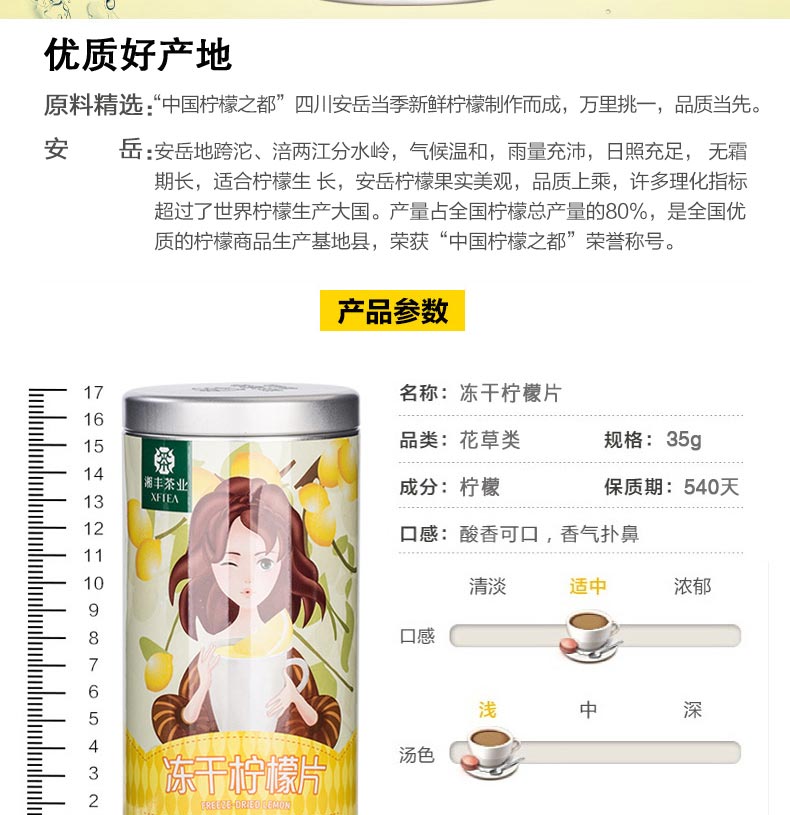 优质好产地
原料精选:“中国柠檬之都”四川安岳当季新鲜柠檬制作而成，万里挑一，品质当先。
安 岳:安岳地跨沱、涪两江分水岭，气候温和，雨量充沛，日照充足， 无霜
期长，适合柠檬生 长，安岳柠檬果实美观，品质上乘，许多理化指标
超过了世界柠檬生产大国。产量占全国柠檬总产量的80%，是全国优
质的柠檬商品生产基地县，荣获“中国柠檬之都”荣誉称号。
产品参数
17
16
15
14
13
12
11
10
9
8
7
6
5
4
3
2
湘丰茶业
XFTEA
冻干柠檬片
FREEZE-DRIED LEMON
名称：冻干柠檬片
品类：花草类 规格：35g
成分：柠檬 保质期：540天
口感：酸香可口，香气扑鼻
清淡 适中 浓郁
口感
浅 中 深
汤色